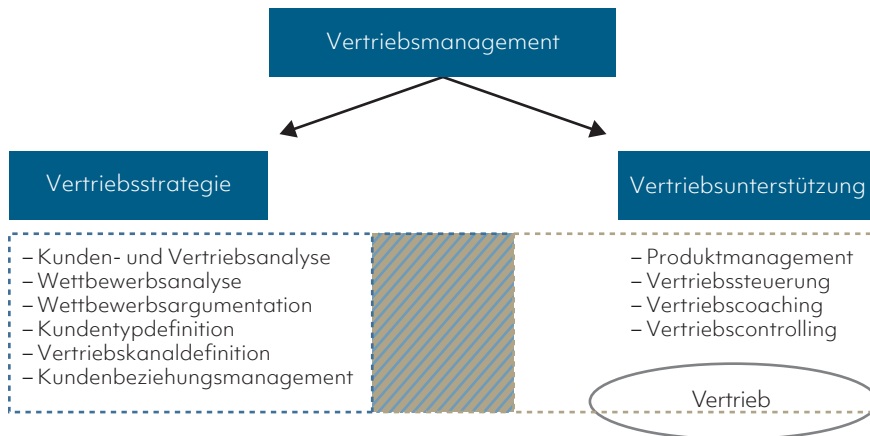 Vertriebsmanagement
Vertriebsstrategie
– Kunden- und Vertriebsanalyse
– Wettbewerbsanalyse
– Wettbewerbsargumentation
– Kundentypdefinition
– Vertriebskanaldefinition
– Kundenbeziehungsmanagement
Vertriebsunterstützung
– Produktmanagement
– Vertriebssteuerung
– Vertriebscoaching
– Vertriebscontrolling
Vertrieb